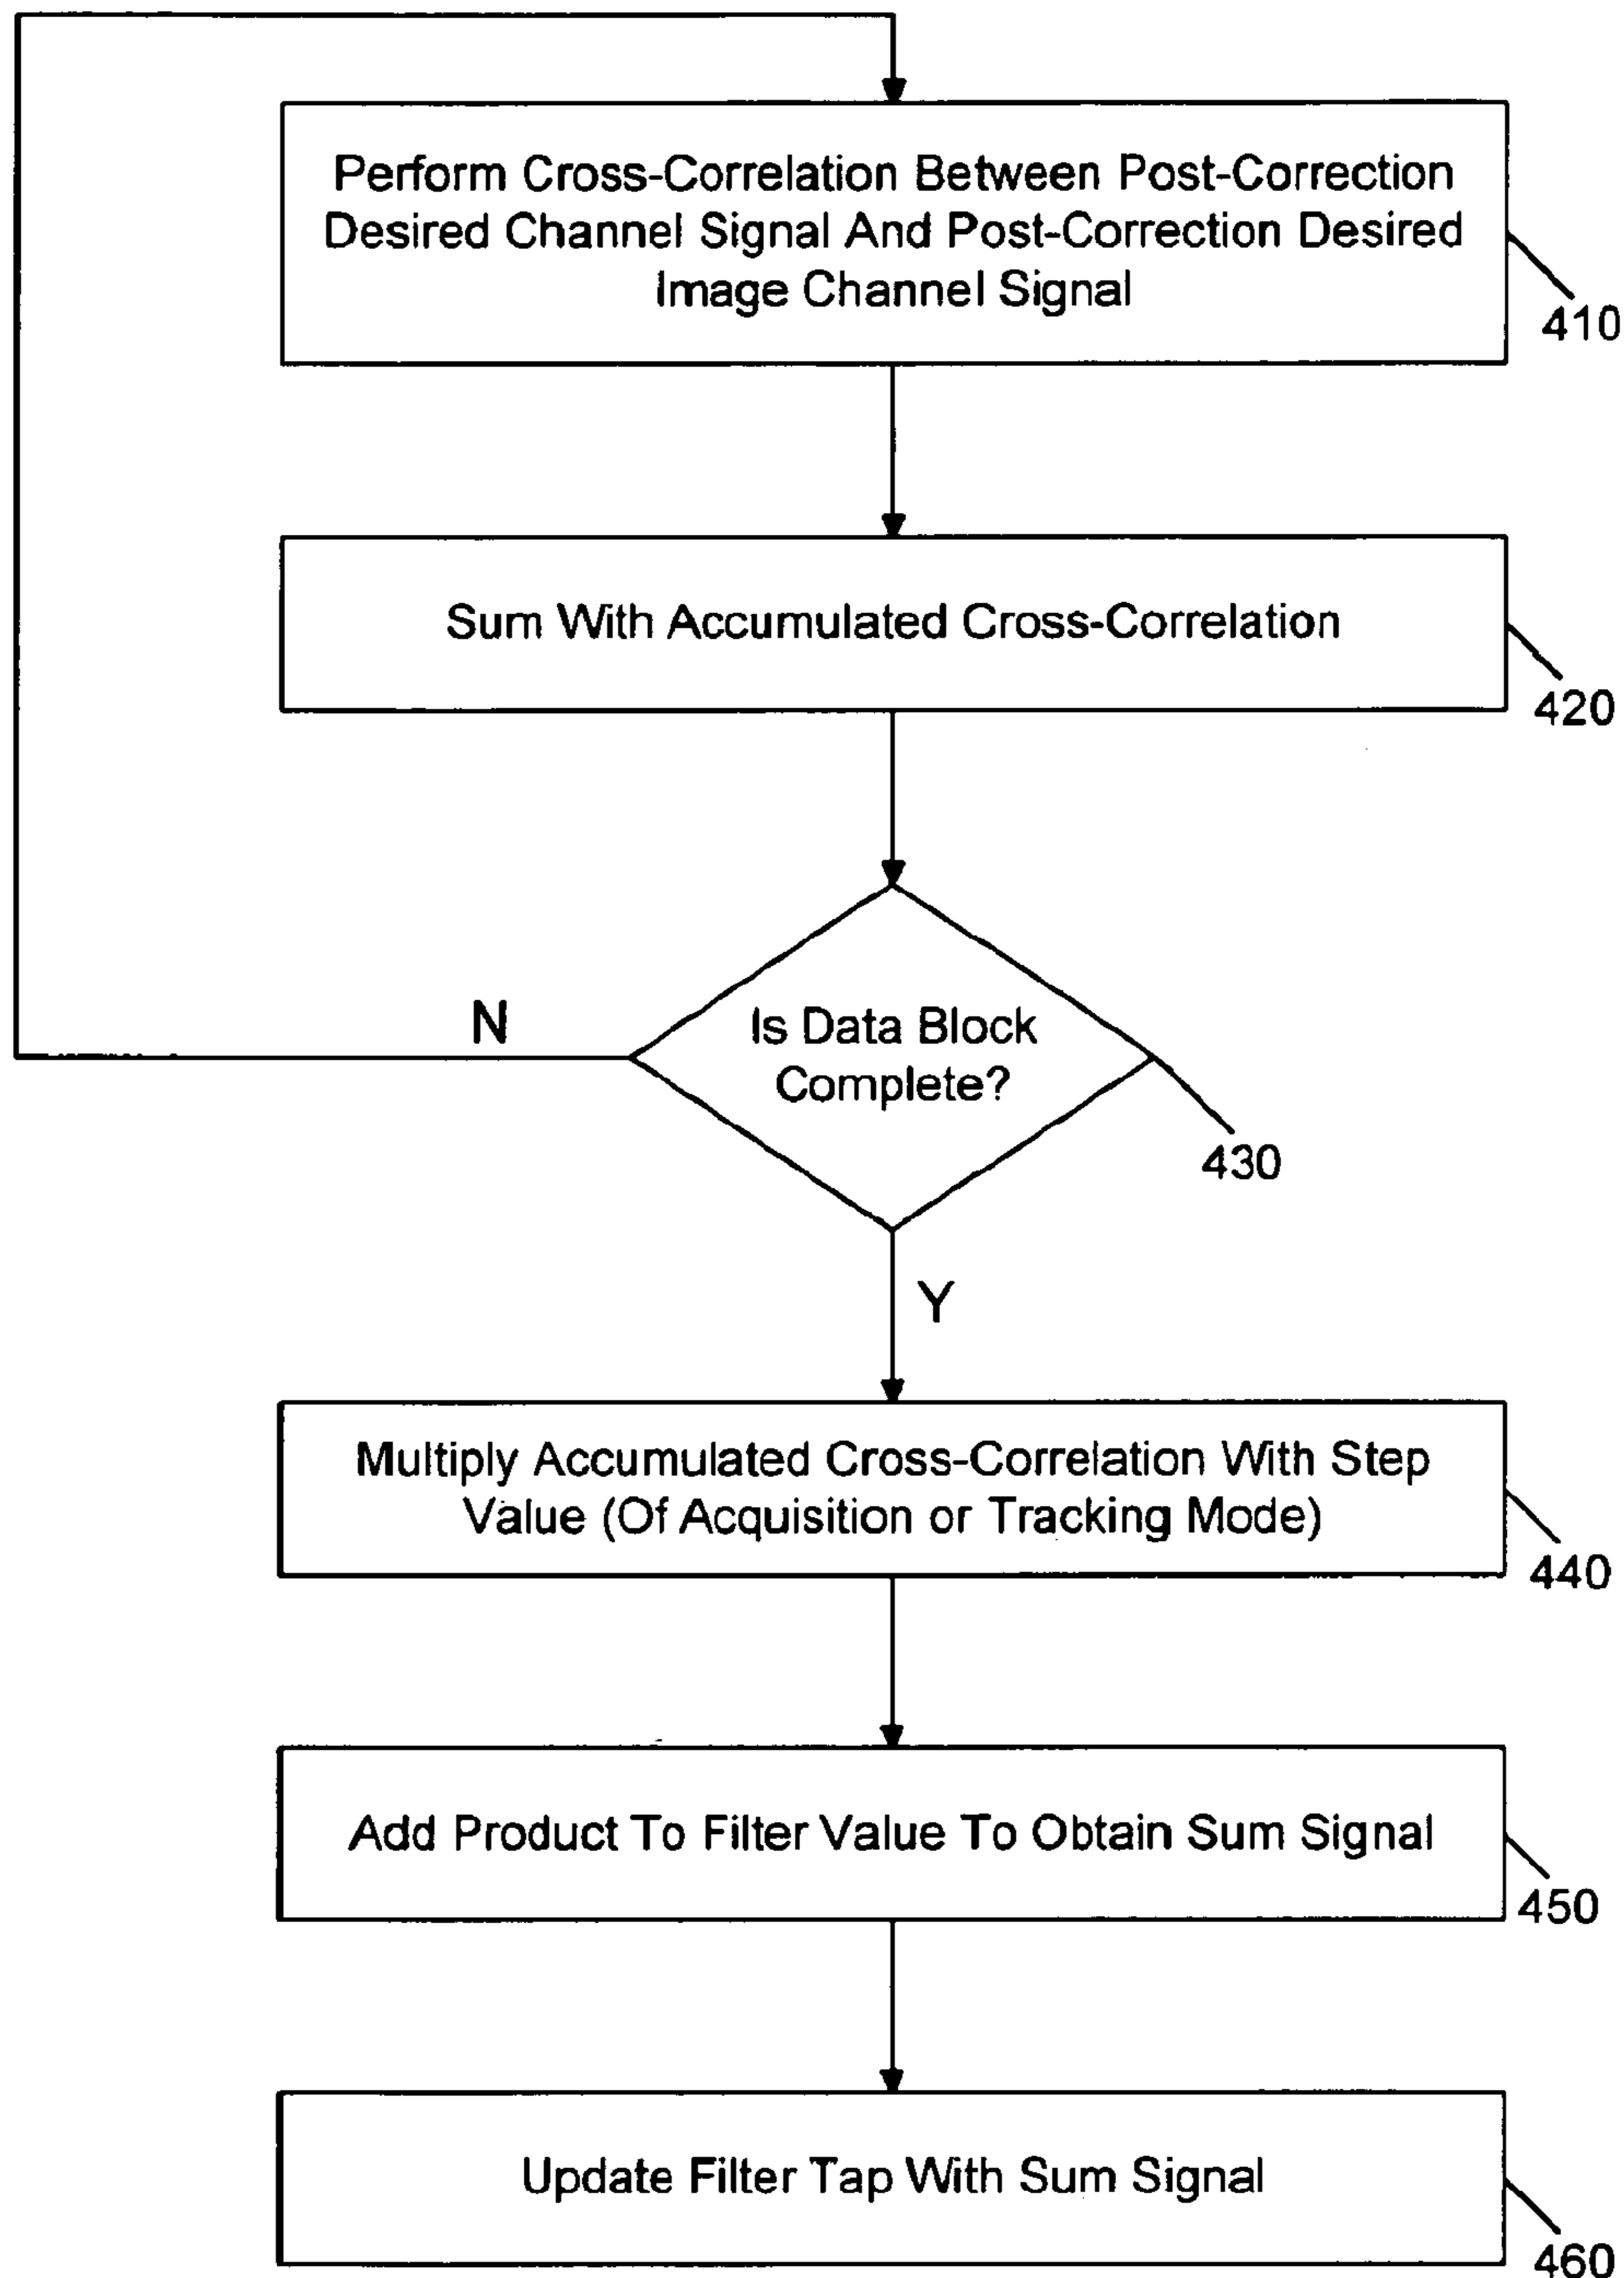 Perform Cross-Correlation Between Post-Correction
Desired Channel Signal And Post-Correction Desired
Image Channel Signal
410
Sum With Accumulated Cross-Correlation
420
Is Data Block
Complete?
N
430
Y
Multiply Accumulated Cross-Correlation With Step
Value (Of Acquisition or Tracking Mode)
440
Add Product To Filter Value To Obtain Sum Signal
450
Update Filter Tap With Sum Signal
460